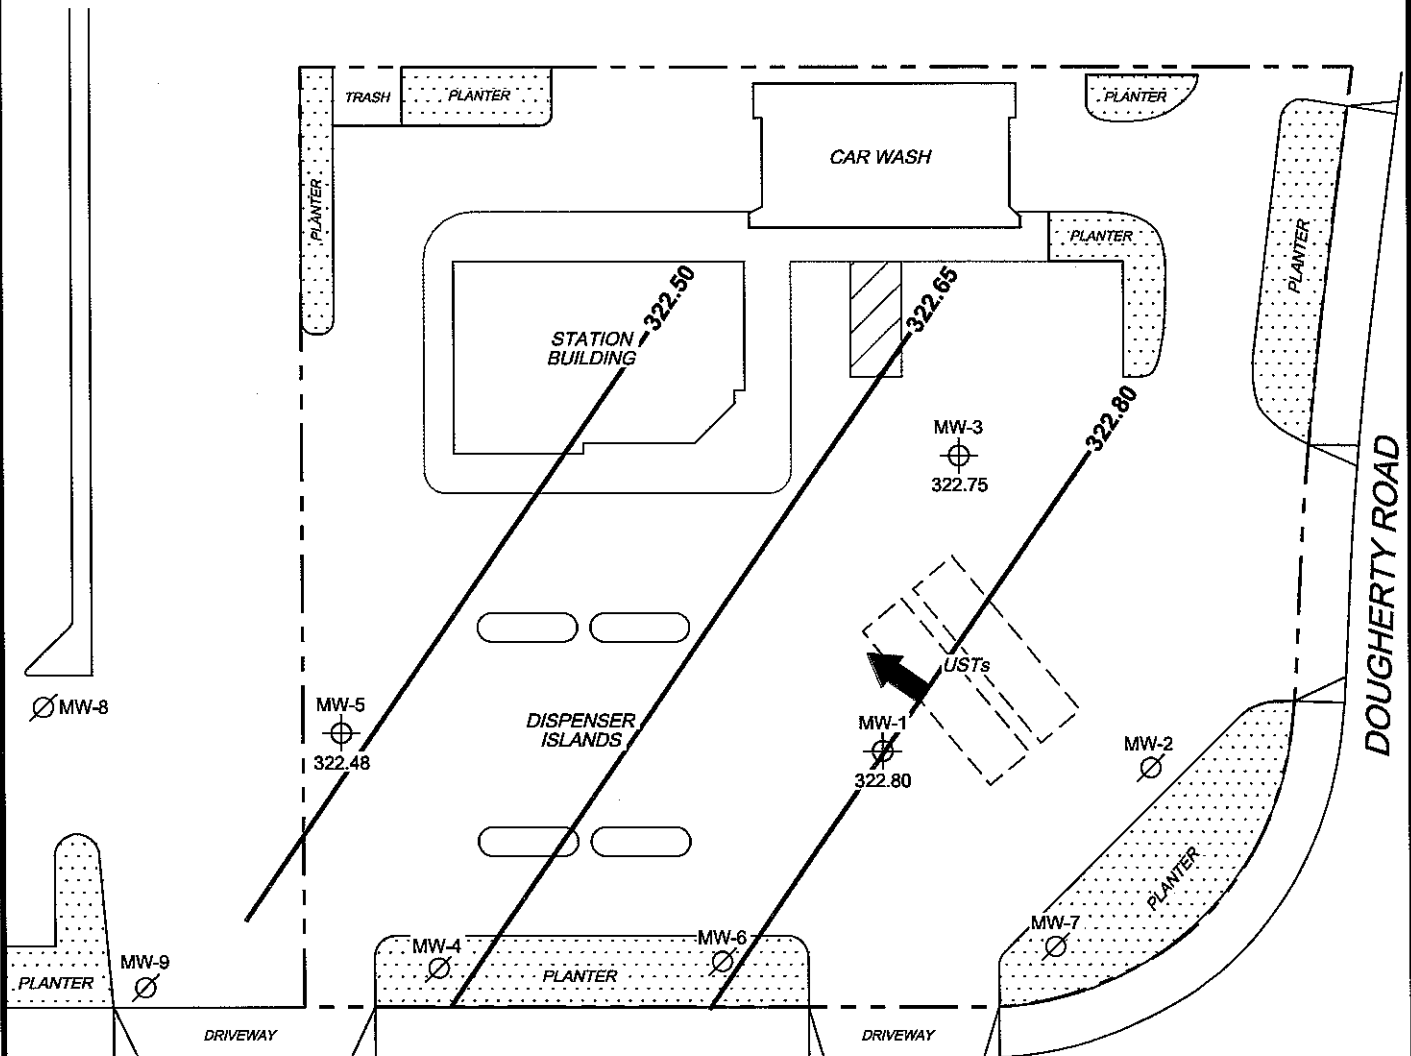 TRASH
PLANTER
PLANTER
CAR WASH
PLANTER
PLANTER
PLANTER
PLANTER
322.50
322.65
STATION
BUILDING
322.80
MW-3
322.75
DOUGHERTY ROAD
USTs
MW-8
MW-5
322.48
DISPENSER
ISLANDS
MW-1
322.80
MW-2
PLANTER
MW-7
MW-6
MW-4
PLANTER
MW-9
PLANTER
DRIVEWAY
DRIVEWAY